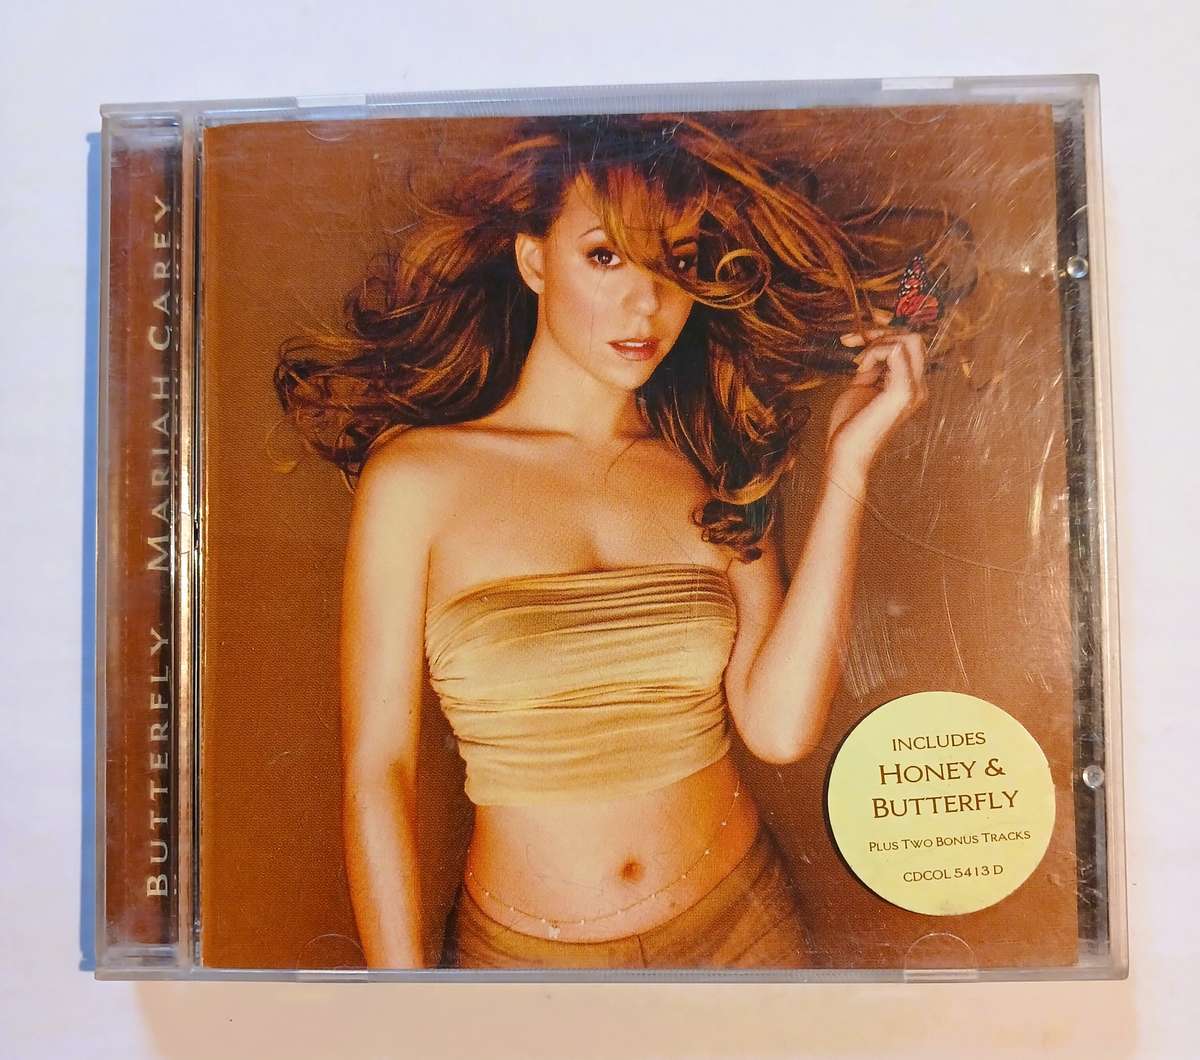 BUTTERFLY MARIAH CAREY
INCLUDES
HONEY &
BUTTERFLY
PLUS TWO BONUS TRACKS
CDCOL 5413 D